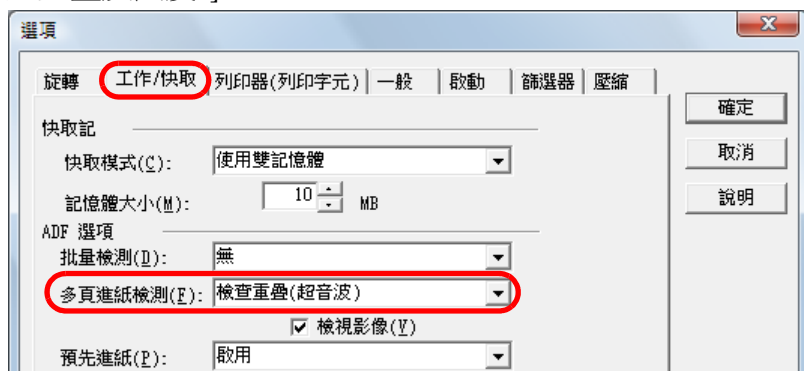 選項
旋轉 工作/快取 列印器(列印字元) 一般 啟動 篩選器 壓縮
確定
快取記
快取模式(C): 使用雙記憶體
取消
記憶體大小(M): 10 MB
說明
ADF 選項
批量檢測(D): 無
多頁進紙檢測(F): 檢查重疊(超音波)
檢視影像(V)
預先進紙(P): 啟用